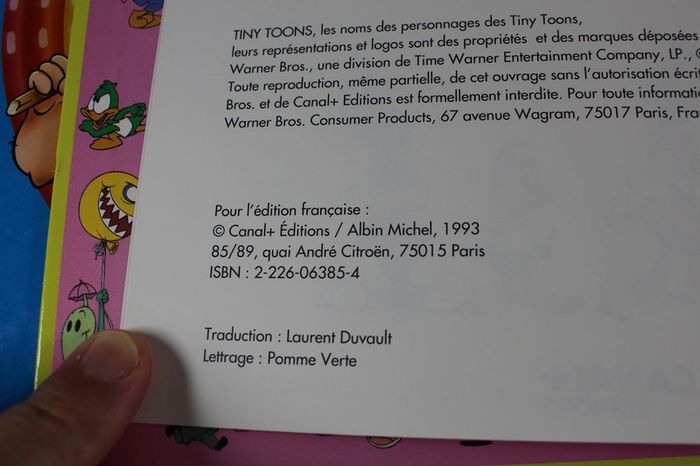 TINY TOONS, les noms des personnages des Tiny Toons,
leurs représentations et logos sont des propriétés et des marques déposées
Warner Bros., une division de Time Warner Entertainment Company, LP., ©
Toute reproduction, même partielle, de cet ouvrage sans l'autorisation écri
Bros. et de Canal+ Editions est formellement interdite. Pour toute informati
Warner Bros. Consumer Products, 67 avenue Wagram, 75017 Paris, Fra
Pour l'édition française :
© Canal+ Éditions / Albin Michel, 1993
85/89, quai André Citroën, 75015 Paris
ISBN : 2-226-06385-4
Traduction : Laurent Duvault
Lettrage : Pomme Verte